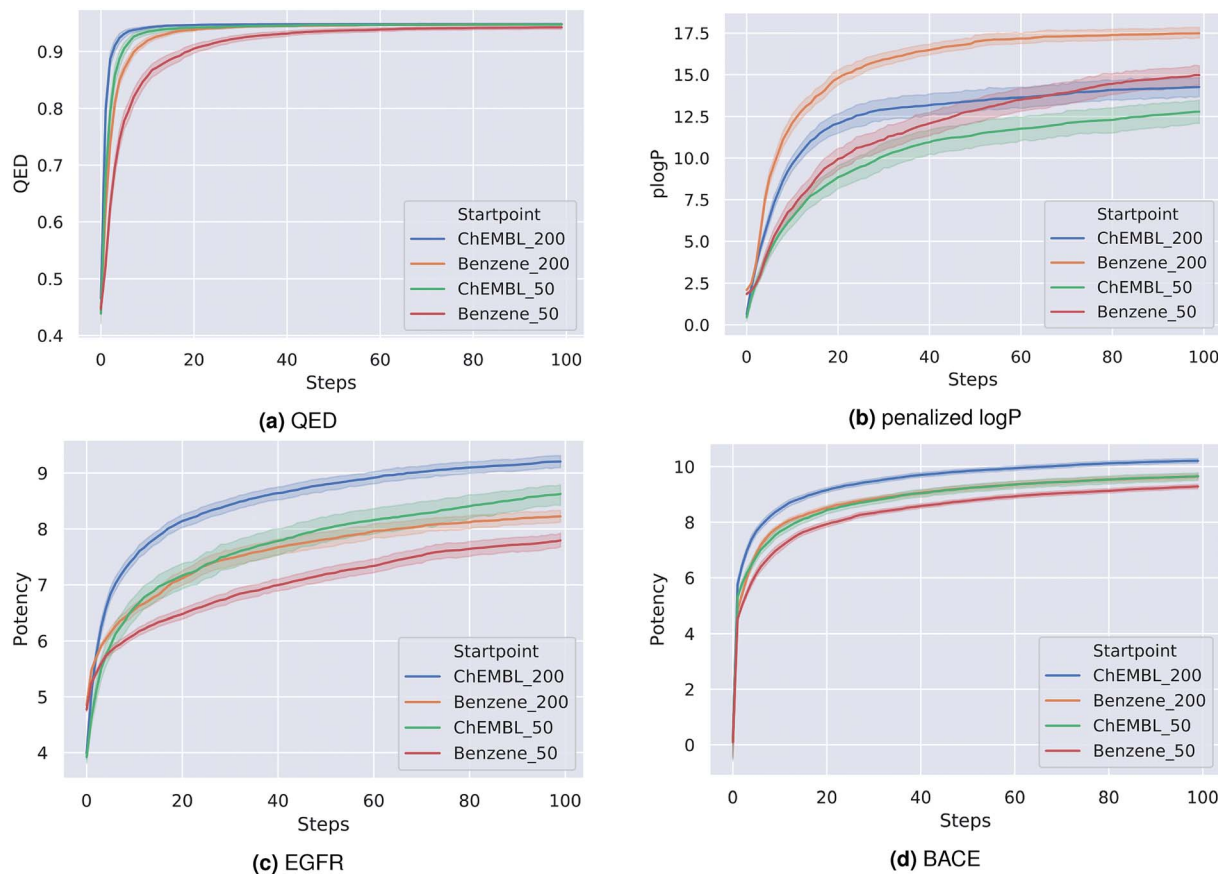 QED
0.9
0.8
0.7
0.6
0.5
0.4
0 20 40 60 80 100
Steps
Startpoint
ChEMBL_200
Benzene_200
ChEMBL_50
Benzene_50
(a) QED
plogP
17.5
15.0
12.5
10.0
7.5
5.0
2.5
0.0
0 20 40 60 80 100
Steps
Startpoint
ChEMBL_200
Benzene_200
ChEMBL_50
Benzene_50
(b) penalized logP
Potency
9
8
7
6
5
4
0 20 40 60 80 100
Steps
Startpoint
ChEMBL_200
Benzene_200
ChEMBL_50
Benzene_50
(c) EGFR
Potency
10
8
6
4
2
0
0 20 40 60 80 100
Steps
Startpoint
ChEMBL_200
Benzene_200
ChEMBL_50
Benzene_50
(d) BACE